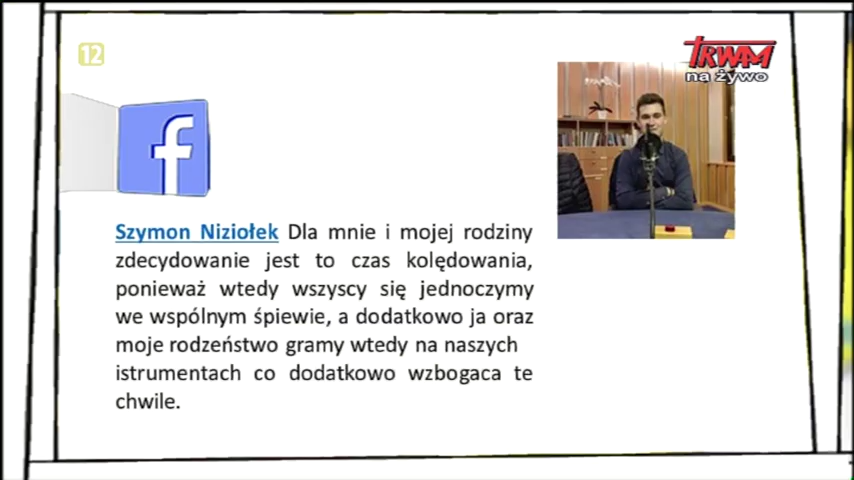 12
TRWAM
na żywo
f
Szymon Niziołek Dla mnie i mojej rodziny
zdecydowanie jest to czas kolędowania,
ponieważ wtedy wszyscy się jednoczymy
we wspólnym śpiewie, a dodatkowo ja oraz
moje rodzeństwo gramy wtedy na naszych
istrumentach co dodatkowo wzbogaca te
chwile.